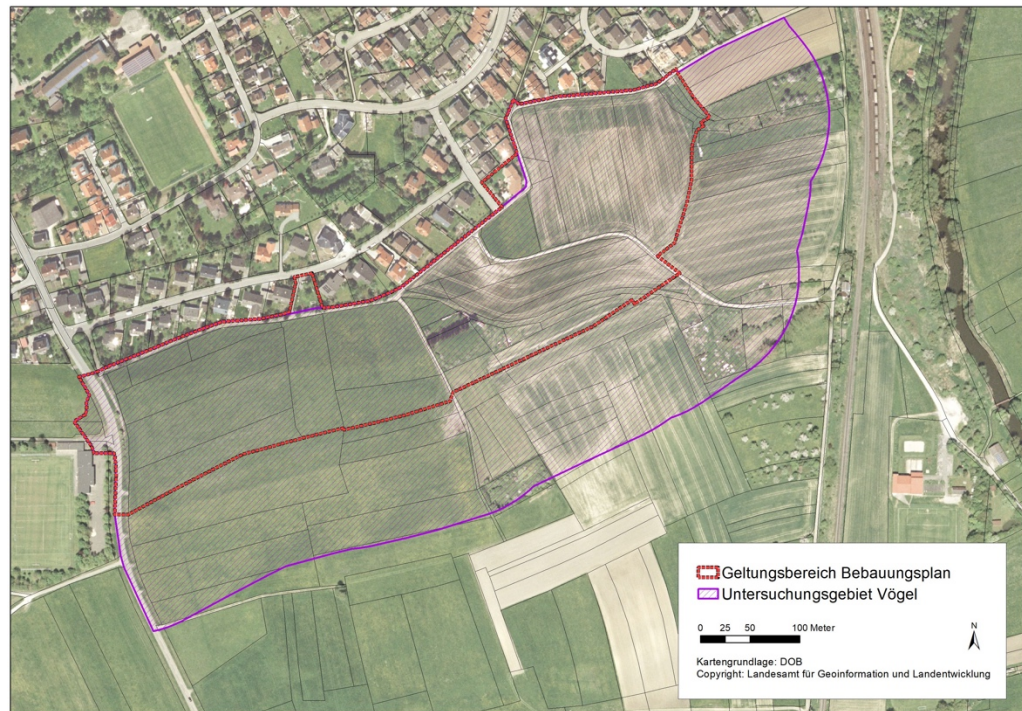 Geltungsbereich Bebauungsplan
Untersuchungsgebiet Vögel
0 25 50 100 Meter
N
Kartengrundlage: DOB
Copyright: Landesamt für Geoinformation und Landentwicklung